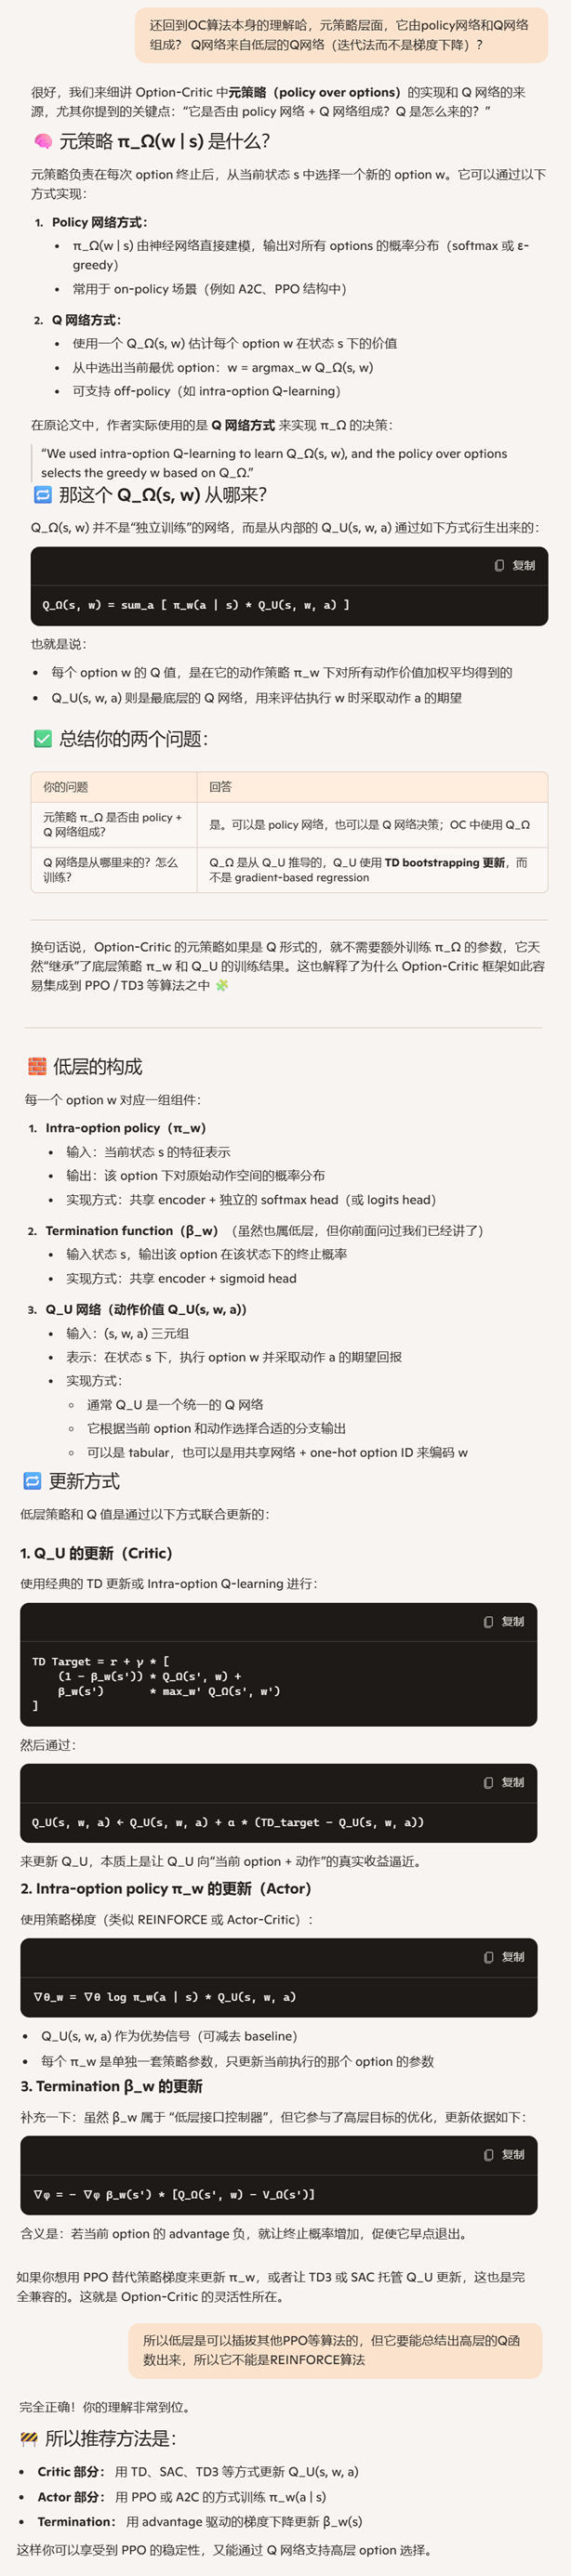 还回到OC算法本身的理解哈，元策略层面，它由policy网络和Q网络
组成？ Q网络来自低层的Q网络（迭代法而不是梯度下降）？
很好，我们来细讲 Option-Critic 中元策略（policy over options）的实现和 Q 网络的来
源，尤其你提到的关键点：“它是否由 policy 网络 + Q 网络组成？Q 是怎么来的？”
🧠 元策略 π_Ω(w | s) 是什么？
元策略负责在每次 option 终止后，从当前状态 s 中选择一个新的 option w。它可以通过以下
方式实现：
1. Policy 网络方式：
• π_Ω(w | s) 由神经网络直接建模，输出对所有 options 的概率分布（softmax 或 ε-
greedy）
• 常用于 on-policy 场景（例如 A2C、PPO 结构中）
2. Q 网络方式：
• 使用一个 Q_Ω(s, w) 估计每个 option w 在状态 s 下的价值
• 从中选出当前最优 option：w = argmax_w Q_Ω(s, w)
• 可支持 off-policy（如 intra-option Q-learning）
在原论文中，作者实际使用的是 Q 网络方式 来实现 π_Ω 的决策：
“We used intra-option Q-learning to learn Q_Ω(s, w), and the policy over options
selects the greedy w based on Q_Ω.”
🔁 那这个 Q_Ω(s, w) 从哪来？
Q_Ω(s, w) 并不是“独立训练”的网络，而是从内部的 Q_U(s, w, a) 通过如下方式衍生出来的：
复制
Q_Ω(s, w) = sum_a [ π_w(a | s) * Q_U(s, w, a) ]
也就是说：
• 每个 option w 的 Q 值，是在它的动作策略 π_w 下对所有动作价值加权平均得到的
• Q_U(s, w, a) 则是最底层的 Q 网络，用来评估执行 w 时采取动作 a 的期望
✅ 总结你的两个问题：
你的问题 回答
元策略 π_Ω 是否由 policy +
Q 网络组成？ 是。可以是 policy 网络，也可以是 Q 网络决策；OC 中使用 Q_Ω
Q 网络是从哪里来的？怎么
训练？ Q_Ω 是从 Q_U 推导的，Q_U 使用 TD bootstrapping 更新，而
不是 gradient-based regression
换句话说，Option-Critic 的元策略如果是 Q 形式的，就不需要额外训练 π_Ω 的参数，它天
然“继承”了底层策略 π_w 和 Q_U 的训练结果。这也解释了为什么 Option-Critic 框架如此容
易集成到 PPO / TD3 等算法之中 🧩
🧱 低层的构成
每一个 option w 对应一组组件：
1. Intra-option policy（π_w）
• 输入：当前状态 s 的特征表示
• 输出：该 option 下对原始动作空间的概率分布
• 实现方式：共享 encoder + 独立的 softmax head（或 logits head）
2. Termination function（β_w）（虽然也属低层，但你前面问过我们已经讲了）
• 输入状态 s，输出该 option 在该状态下的终止概率
• 实现方式：共享 encoder + sigmoid head
3. Q_U 网络（动作价值 Q_U(s, w, a)）
• 输入：(s, w, a) 三元组
• 表示：在状态 s 下，执行 option w 并采取动作 a 的期望回报
• 实现方式：
◦ 通常 Q_U 是一个统一的 Q 网络
◦ 它根据当前 option 和动作选择合适的分支输出
◦ 可以是 tabular，也可以是用共享网络 + one-hot option ID 来编码 w
🔁 更新方式
低层策略和 Q 值是通过以下方式联合更新的：
1. Q_U 的更新（Critic）
使用经典的 TD 更新或 Intra-option Q-learning 进行：
复制
TD Target = r + γ * [
(1 − β_w(s')) * Q_Ω(s', w) +
β_w(s') * max_w' Q_Ω(s', w')
]
然后通过：
复制
Q_U(s, w, a) ← Q_U(s, w, a) + α * (TD_target − Q_U(s, w, a))
来更新 Q_U，本质上是让 Q_U 向“当前 option + 动作”的真实收益逼近。
2. Intra-option policy π_w 的更新（Actor）
使用策略梯度（类似 REINFORCE 或 Actor-Critic）：
复制
∇θ_w = ∇θ log π_w(a | s) * Q_U(s, w, a)
• Q_U(s, w, a) 作为优势信号（可减去 baseline）
• 每个 π_w 是单独一套策略参数，只更新当前执行的那个 option 的参数
3. Termination β_w 的更新
补充一下：虽然 β_w 属于 “低层接口控制器”，但它参与了高层目标的优化，更新依据如下：
复制
∇φ = − ∇φ β_w(s') * [Q_Ω(s', w) − V_Ω(s')]
含义是：若当前 option 的 advantage 负，就让终止概率增加，促使它早点退出。
如果你想用 PPO 替代策略梯度来更新 π_w，或者让 TD3 或 SAC 托管 Q_U 更新，这也是完
全兼容的。这就是 Option-Critic 的灵活性所在。
所以低层是可以插拔其他PPO等算法的，但它要能总结出高层的Q函
数出来，所以它不能是REINFORCE算法
完全正确！你的理解非常到位。
🚧 所以推荐方法是：
• Critic 部分： 用 TD、SAC、TD3 等方式更新 Q_U(s, w, a)
• Actor 部分： 用 PPO 或 A2C 的方式训练 π_w(a | s)
• Termination： 用 advantage 驱动的梯度下降更新 β_w(s)
这样你可以享受到 PPO 的稳定性，又能通过 Q 网络支持高层 option 选择。